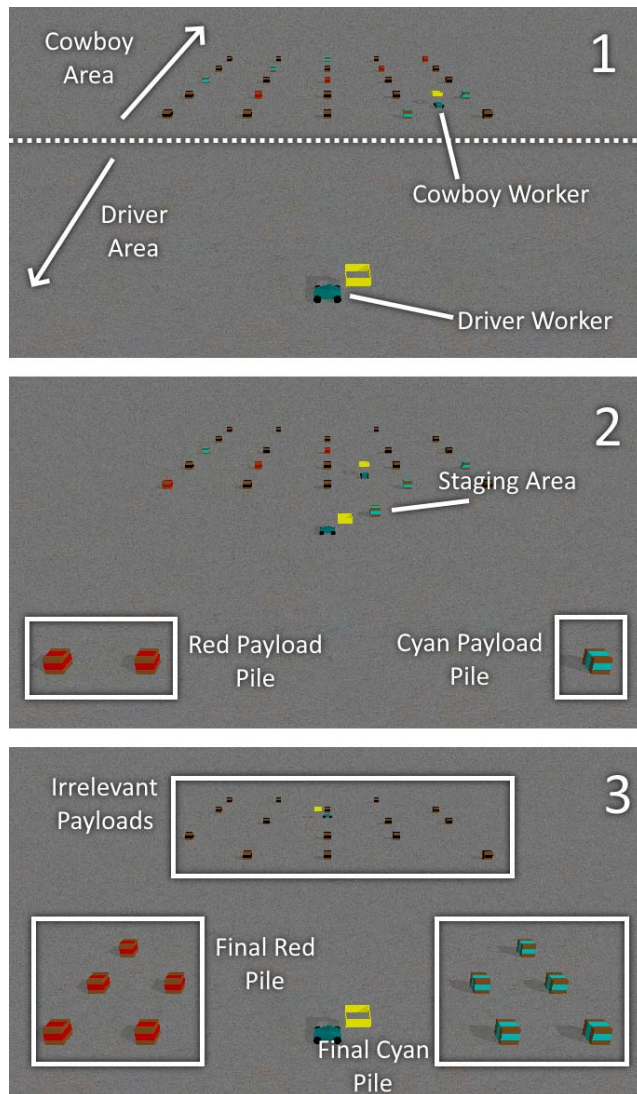 Cowboy
Area
1
Cowboy Worker
Driver
Area
Driver Worker
2
Staging Area
Red Payload
Pile
Cyan Payload
Pile
Irrelevant
Payloads
3
Final Red
Pile
Final Cyan
Pile